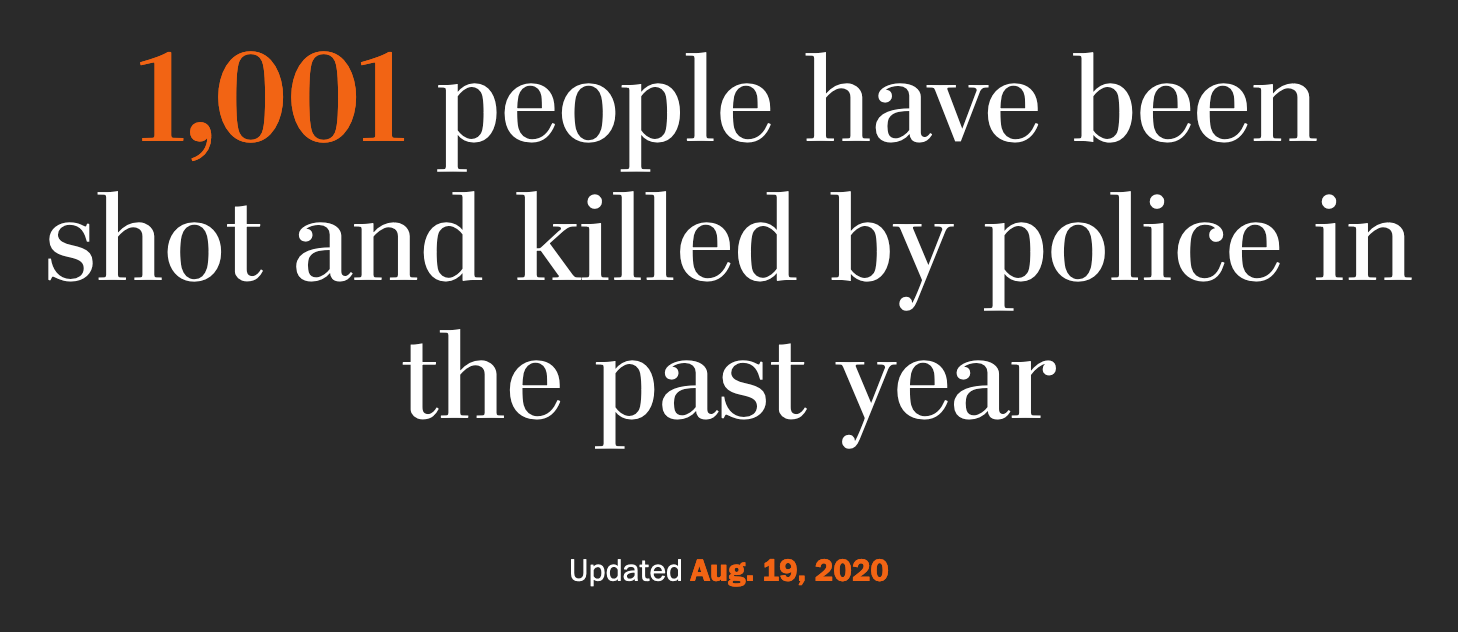 1,001 people have been
shot and killed by police in
the past year
Updated Aug. 19, 2020